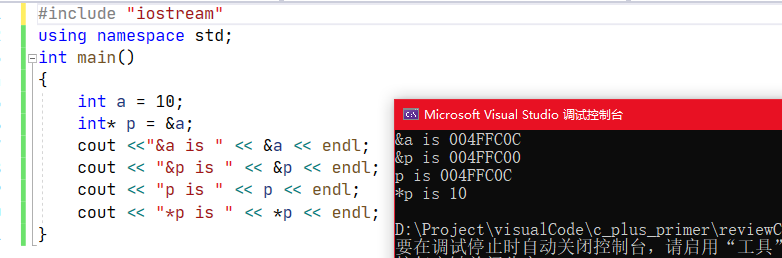 #include "iostream"
using namespace std;
int main()
{
int a = 10;
int* p = &a;
cout <<"&a is " << &a << endl;
cout << "&p is " << &p << endl;
cout << "p is " << p << endl;
cout << "*p is " << *p << endl;
}
Microsoft Visual Studio 调试控制台
&a is 004FFC0C
&p is 004FFC00
p is 004FFC0C
*p is 10
D:\Project\visualCode\c_plus_primer\reviewC
要在调试停止时自动关闭控制台，请启用“工具”